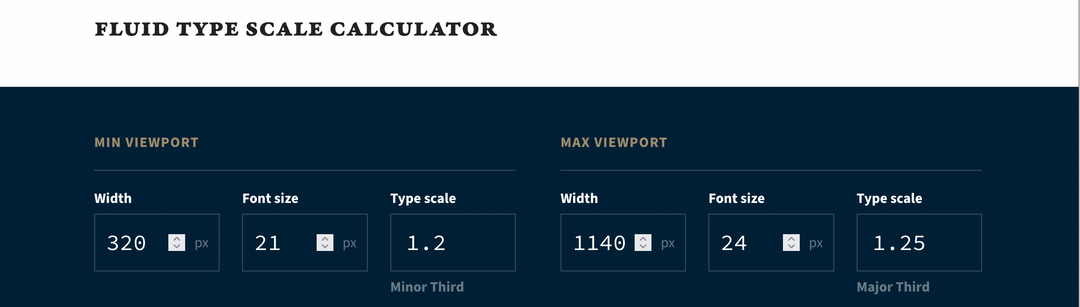 FLUID TYPE SCALE CALCULATOR
MIN VIEWPORT
MAX VIEWPORT
Width Font size Type scale
Width Font size Type scale
320 px 21 px 1.2
1140 px 24 px 1.25
Minor Third
Major Third